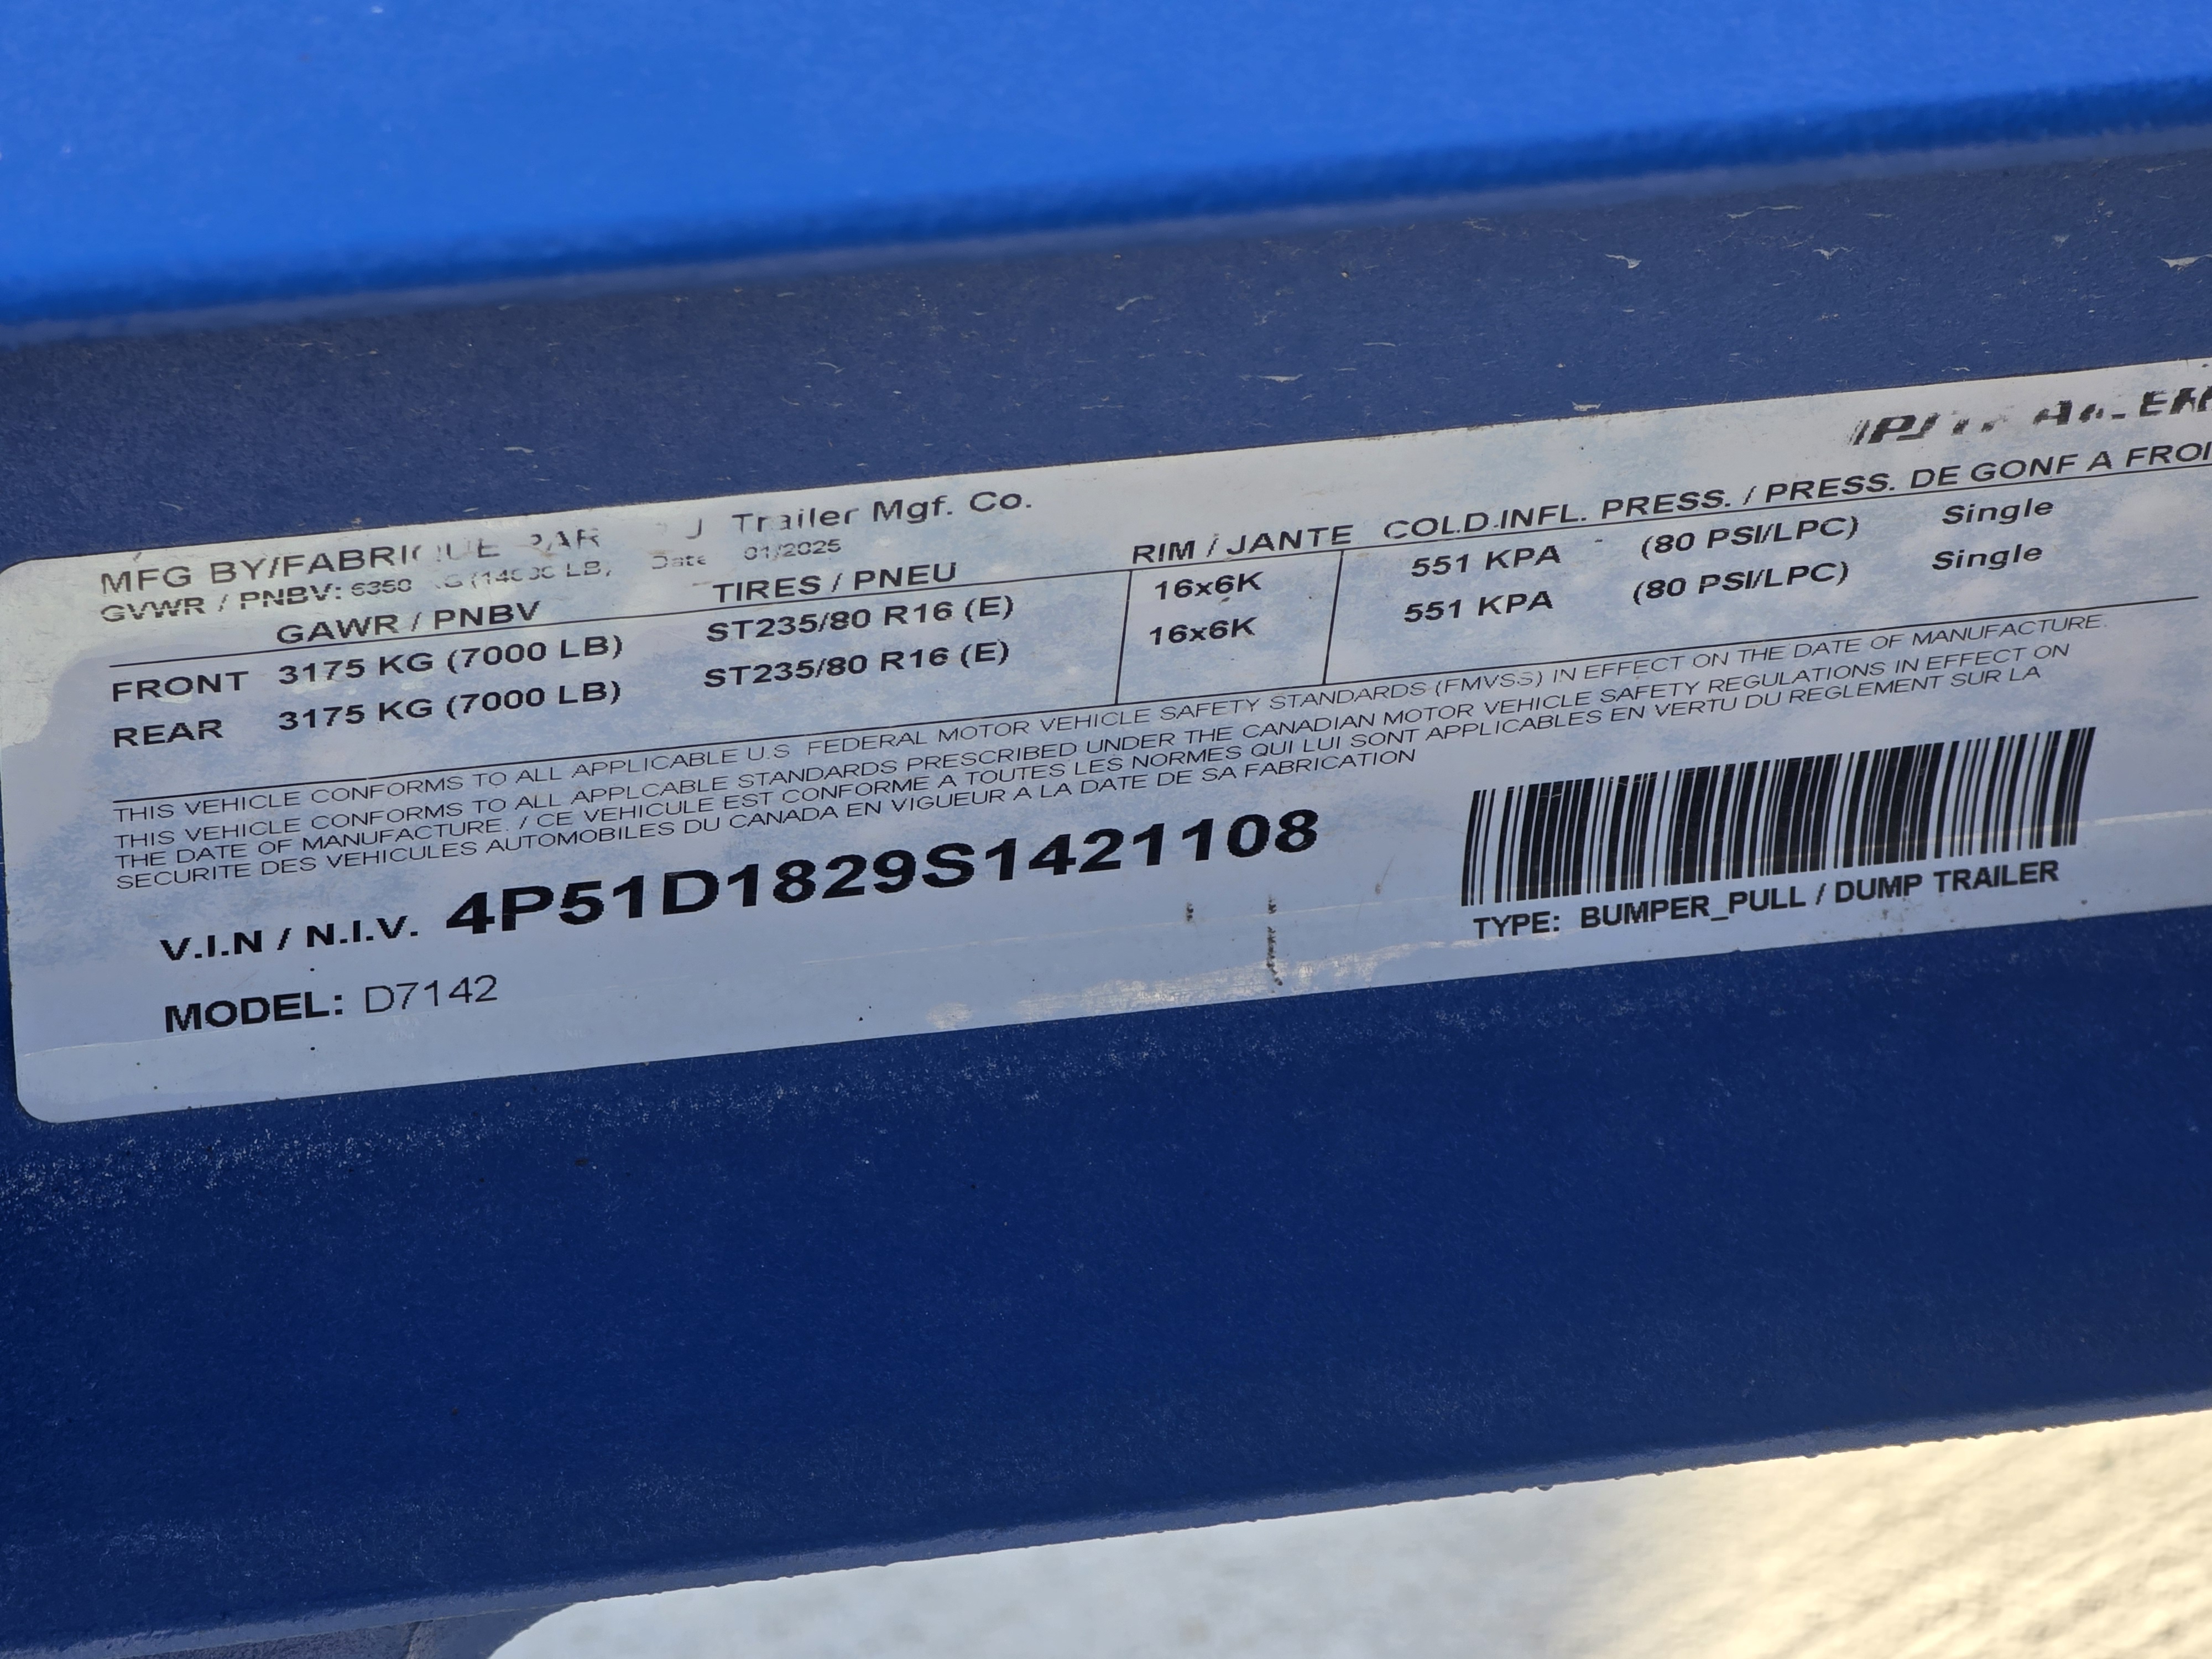 MFG BY/FABRIQUE PAR J Trailer Mgf. Co.
GVWR / PNBV: 6350 KG (14000 LB) Date 01/2025
GAWR / PNBV TIRES / PNEU RIM / JANTE COLD.INFL. PRESS. / PRESS. DE GONF A FROI
FRONT 3175 KG (7000 LB) ST235/80 R16 (E) 16x6K 551 KPA (80 PSI/LPC) Single
REAR 3175 KG (7000 LB) ST235/80 R16 (E) 16x6K 551 KPA (80 PSI/LPC) Single
THIS VEHICLE CONFORMS TO ALL APPLICABLE U.S FEDERAL MOTOR VEHICLE SAFETY STANDARDS (FMVSS) IN EFFECT ON THE DATE OF MANUFACTURE.
THIS VEHICLE CONFORMS TO ALL APPLCABLE STANDARDS PRESCRIBED UNDER THE CANADIAN MOTOR VEHICLE SAFETY REGULATIONS IN EFFECT ON
THE DATE OF MANUFACTURE. / CE VEHICULE EST CONFORME A TOUTES LES NORMES QUI LUI SONT APPLICABLES EN VERTU DU REGLEMENT SUR LA
SECURITE DES VEHICULES AUTOMOBILES DU CANADA EN VIGUEUR A LA DATE DE SA FABRICATION
V.I.N / N.I.V. 4P51D1829S1421108
TYPE: BUMPER_PULL / DUMP TRAILER
MODEL: D7142